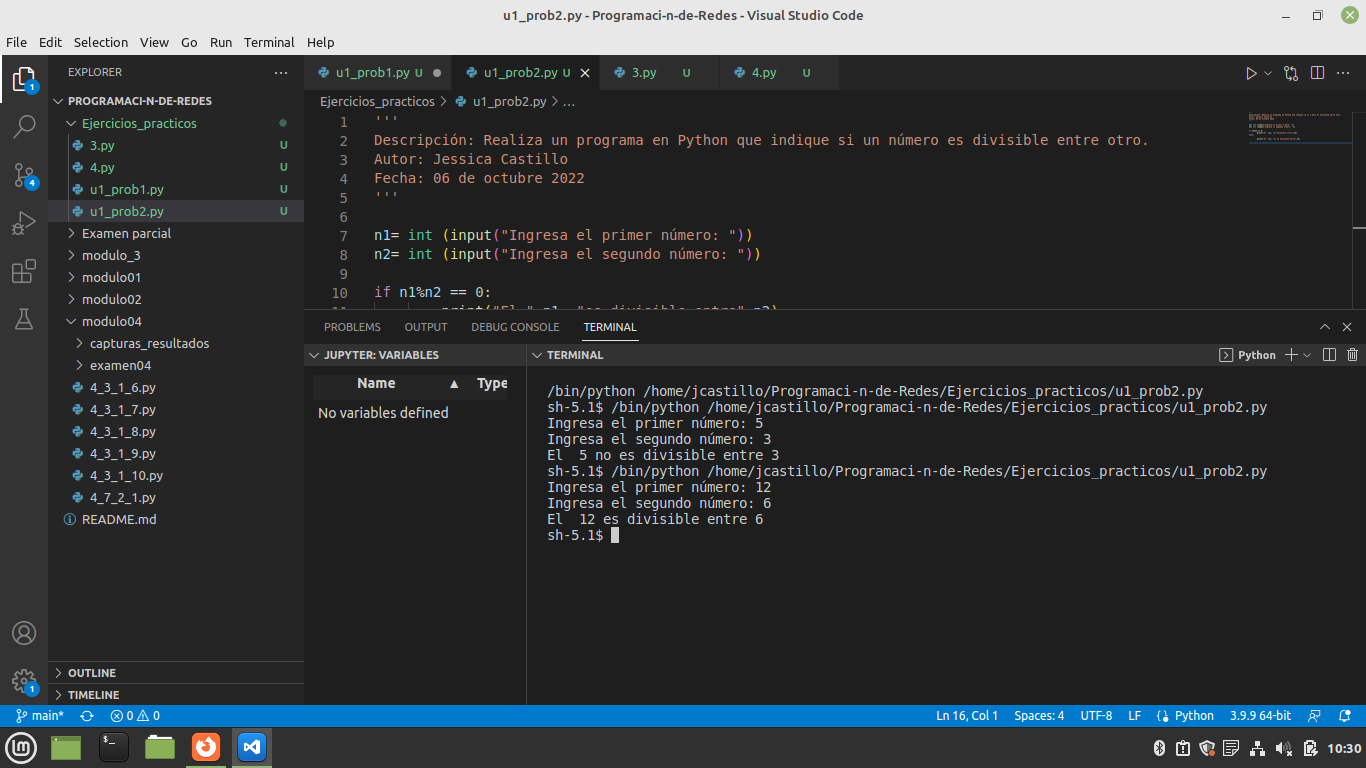 u1_prob2.py - Programaci-n-de-Redes - Visual Studio Code
File Edit Selection View Go Run Terminal Help
EXPLORER
PROGRAMACI-N-DE-REDES
Ejercicios_practicos
3.py U
4.py U
u1_prob1.py U
u1_prob2.py U
Examen parcial
modulo_3
modulo01
modulo02
modulo04
capturas_resultados
examen04
4_3_1_6.py
4_3_1_7.py
4_3_1_8.py
4_3_1_9.py
4_3_1_10.py
4_7_2_1.py
README.md
OUTLINE
TIMELINE
1
4
1
u1_prob1.py U
u1_prob2.py U
3.py U
4.py U
Ejercicios_practicos > u1_prob2.py > ...
1 '''
2 Descripción: Realiza un programa en Python que indique si un número es divisible entre otro.
3 Autor: Jessica Castillo
4 Fecha: 06 de octubre 2022
5 '''
6
7 n1= int (input("Ingresa el primer número: "))
8 n2= int (input("Ingresa el segundo número: "))
9
10 if n1%n2 == 0:
11 print("El " n1, "es divisible entre" n2)
PROBLEMS OUTPUT DEBUG CONSOLE TERMINAL
JUPYTER: VARIABLES
Name ▲ Type
No variables defined
TERMINAL
Python
/bin/python /home/jcastillo/Programaci-n-de-Redes/Ejercicios_practicos/u1_prob2.py
sh-5.1$ /bin/python /home/jcastillo/Programaci-n-de-Redes/Ejercicios_practicos/u1_prob2.py
Ingresa el primer número: 5
Ingresa el segundo número: 3
El  5 no es divisible entre 3
sh-5.1$ /bin/python /home/jcastillo/Programaci-n-de-Redes/Ejercicios_practicos/u1_prob2.py
Ingresa el primer número: 12
Ingresa el segundo número: 6
El  12 es divisible entre 6
sh-5.1$
main* 0 0
Ln 16, Col 1 Spaces: 4 UTF-8 LF Python 3.9.9 64-bit
10:30